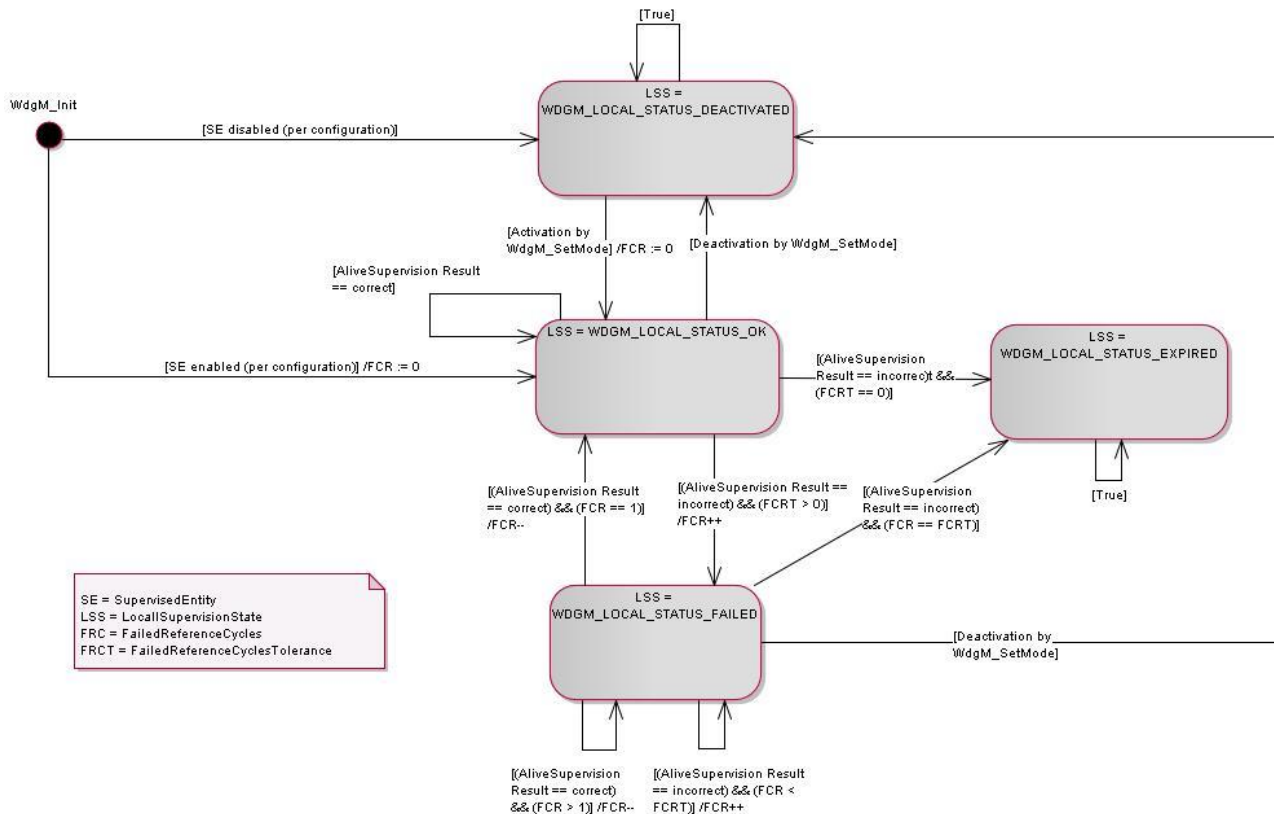 [True]
LSS =
WDGM_LOCAL_STATUS_DEACTIVATED
WdgM_Init
[SE disabled (per configuration)]
[Activation by
WdgM_SetMode] /FCR := 0
[Deactivation by WdgM_SetMode]
[AliveSupervision Result
== correct]
LSS = WDGM_LOCAL_STATUS_OK
LSS =
WDGM_LOCAL_STATUS_EXPIRED
[SE enabled (per configuration)] /FCR := 0
[(AliveSupervision
Result == incorrec)t &&
(FCRT == 0)]
[True]
[(AliveSupervision Result
== correct) && (FCR == 1)]
/FCR--
[(AliveSupervision Result ==
incorrect) && (FCRT > 0)]
/FCR++
[(AliveSupervision
Result == incorrect)
&& (FCR == FCRT)]
SE = SupervisedEntity
LSS = LocallSupervisionState
FRC = FailedReferenceCycles
FRCT = FailedReferenceCyclesTolerance
LSS =
WDGM_LOCAL_STATUS_FAILED
[Deactivation by
WdgM_SetMode]
[(AliveSupervision
Result == correct)
&& (FCR > 1)] /FCR--
[(AliveSupervision Result
== incorrect) && (FCR <
FCRT)] /FCR++